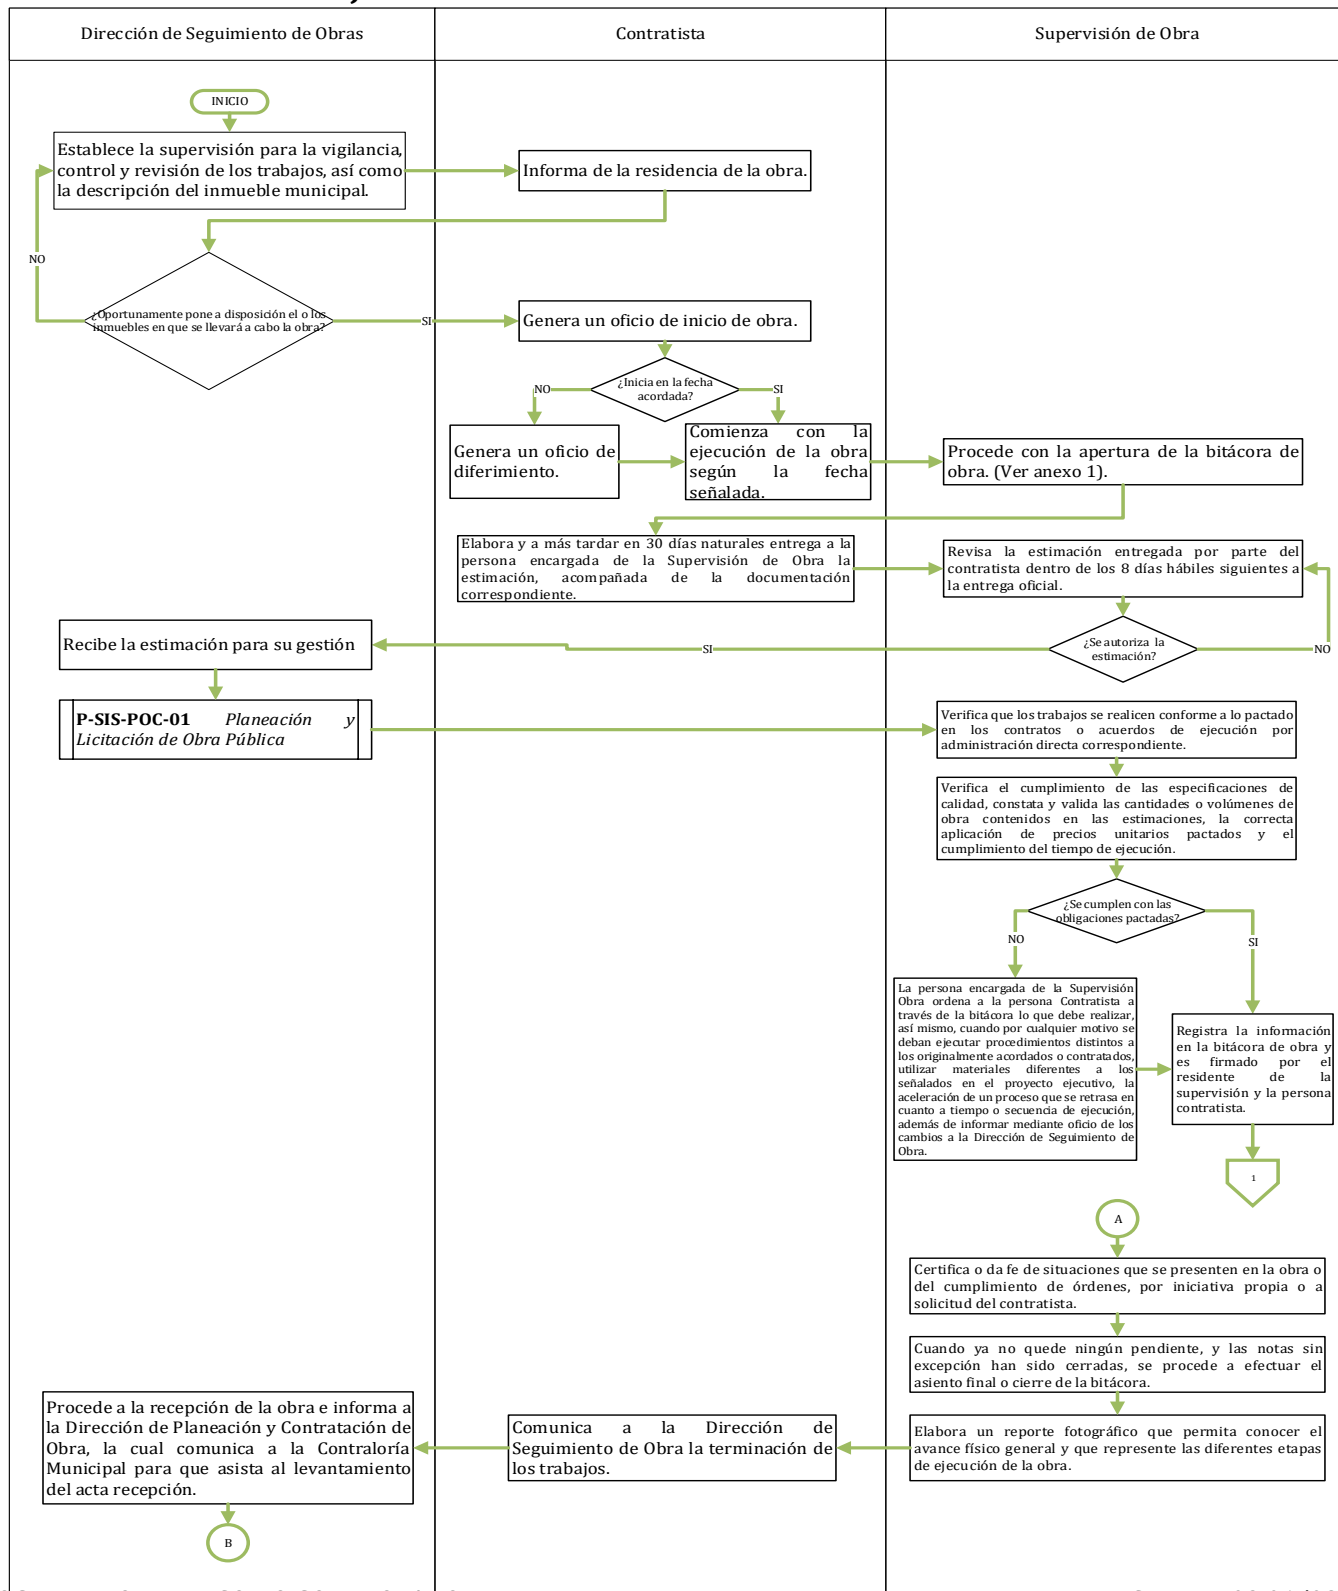 Dirección de Seguimiento de Obras
Contratista
Supervisión de Obra
INICIO
Establece la supervisión para la vigilancia,
control y revisión de los trabajos, así como
la descripción del inmueble municipal.
Informa de la residencia de la obra.
NO
¿Oportunamente pone a disposición el o los
inmuebles en que se llevará a cabo la obra?
SI
Genera un oficio de inicio de obra.
¿Inicia en la fecha
acordada?
NO
SI
Genera un oficio de
diferimiento.
Comienza con la
ejecución de la obra
según la fecha
señalada.
Procede con la apertura de la bitácora de
obra. (Ver anexo 1).
Elabora y a más tardar en 30 días naturales entrega a la
persona encargada de la Supervisión de Obra la
estimación, acompañada de la documentación
correspondiente.
Revisa la estimación entregada por parte del
contratista dentro de los 8 días hábiles siguientes a
la entrega oficial.
Recibe la estimación para su gestión
SI
¿Se autoriza la
estimación?
NO
P-SIS-POC-01 Planeación y
Licitación de Obra Pública
Verifica que los trabajos se realicen conforme a lo pactado
en los contratos o acuerdos de ejecución por
administración directa correspondiente.
Verifica el cumplimiento de las especificaciones de
calidad, constata y valida las cantidades o volúmenes de
obra contenidos en las estimaciones, la correcta
aplicación de precios unitarios pactados y el
cumplimiento del tiempo de ejecución.
¿Se cumplen con las
obligaciones pactadas?
NO
SI
La persona encargada de la Supervisión
Obra ordena a la persona Contratista a
través de la bitácora lo que debe realizar,
así mismo, cuando por cualquier motivo se
deban ejecutar procedimientos distintos a
los originalmente acordados o contratados,
utilizar materiales diferentes a los
señalados en el proyecto ejecutivo, la
aceleración de un proceso que se retrasa en
cuanto a tiempo o secuencia de ejecución,
además de informar mediante oficio de los
cambios a la Dirección de Seguimiento de
Obra.
Registra la información
en la bitácora de obra y
es firmado por el
residente de la
supervisión y la persona
contratista.
1
A
Certifica o da fe de situaciones que se presenten en la obra o
del cumplimiento de órdenes, por iniciativa propia o a
solicitud del contratista.
Cuando ya no quede ningún pendiente, y las notas sin
excepción han sido cerradas, se procede a efectuar el
asiento final o cierre de la bitácora.
Procede a la recepción de la obra e informa a
la Dirección de Planeación y Contratación de
Obra, la cual comunica a la Contraloría
Municipal para que asista al levantamiento
del acta recepción.
Comunica a la Dirección de
Seguimiento de Obra la terminación de
los trabajos.
Elabora un reporte fotográfico que permita conocer el
avance físico general y que represente las diferentes etapas
de ejecución de la obra.
B